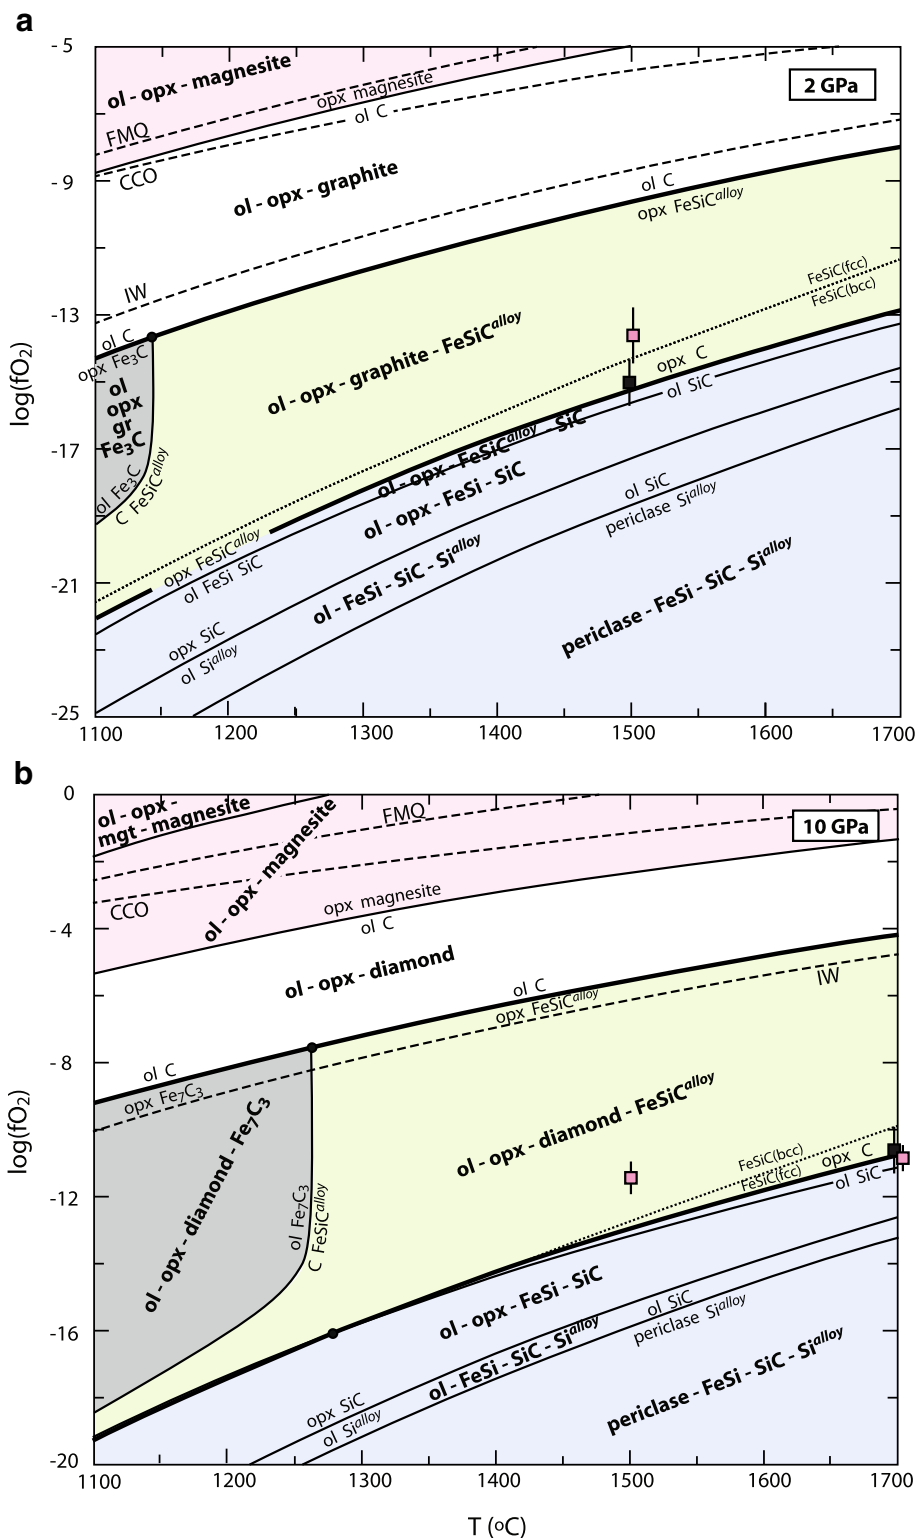 a
-5
ol - opx - magnesite
2 GPa
opx magnesite
FMQ
ol C
CCO
-9
ol - opx - graphite
ol C
opx FeSiCalloy
IW
FeSiC(fcc)
FeSiC(bcc)
-13
ol C
opx Fe3C
ol - opx - graphite - FeSiCalloy
opx C
ol SiC
ol
opx
gr
Fe3C
log(fO2)
-17
ol - opx - FeSiCalloy - SiC
ol Fe3C
C FeSiCalloy
ol - opx - FeSi - SiC
ol SiC
periclase Sialloy
opx FeSiCalloy
ol FeSi SiC
-21
ol - FeSi - SiC - Sialloy
periclase - FeSi - SiC - Sialloy
opx SiC
ol Sialloy
-25
1100 1200 1300 1400 1500 1600 1700
b
0
ol - opx -
mgt - magnesite
FMQ
10 GPa
ol - opx - magnesite
CCO
opx magnesite
ol C
-4
ol - opx - diamond
IW
ol C
opx FeSiCalloy
-8
ol C
opx Fe7C3
log(fO2)
ol - opx - diamond - Fe7C3
ol - opx - diamond - FeSiCalloy
FeSiC(bcc)
FeSiC(fcc)
opx C
ol SiC
-12
ol Fe7C3
C FeSiCalloy
ol - opx - FeSi - SiC
ol SiC
periclase Sialloy
-16
ol - FeSi - SiC - Sialloy
periclase - FeSi - SiC - Sialloy
opx SiC
ol Sialloy
-20
1100 1200 1300 1400 1500 1600 1700
T (oC)